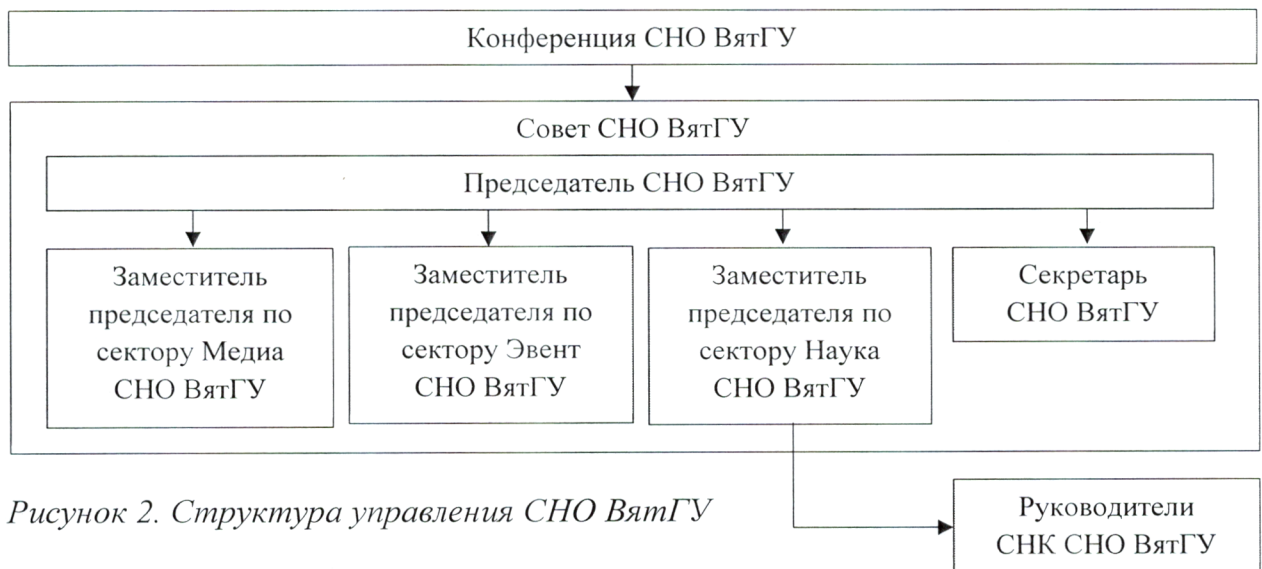 Конференция СНО ВятГУ
Совет СНО ВятГУ
Председатель СНО ВятГУ
Заместитель
председателя по
сектору Медиа
СНО ВятГУ
Заместитель
председателя по
сектору Эвент
СНО ВятГУ
Заместитель
председателя по
сектору Наука
СНО ВятГУ
Секретарь
СНО ВятГУ
Рисунок 2. Структура управления СНО ВятГУ
Руководители
СНК СНО ВятГУ